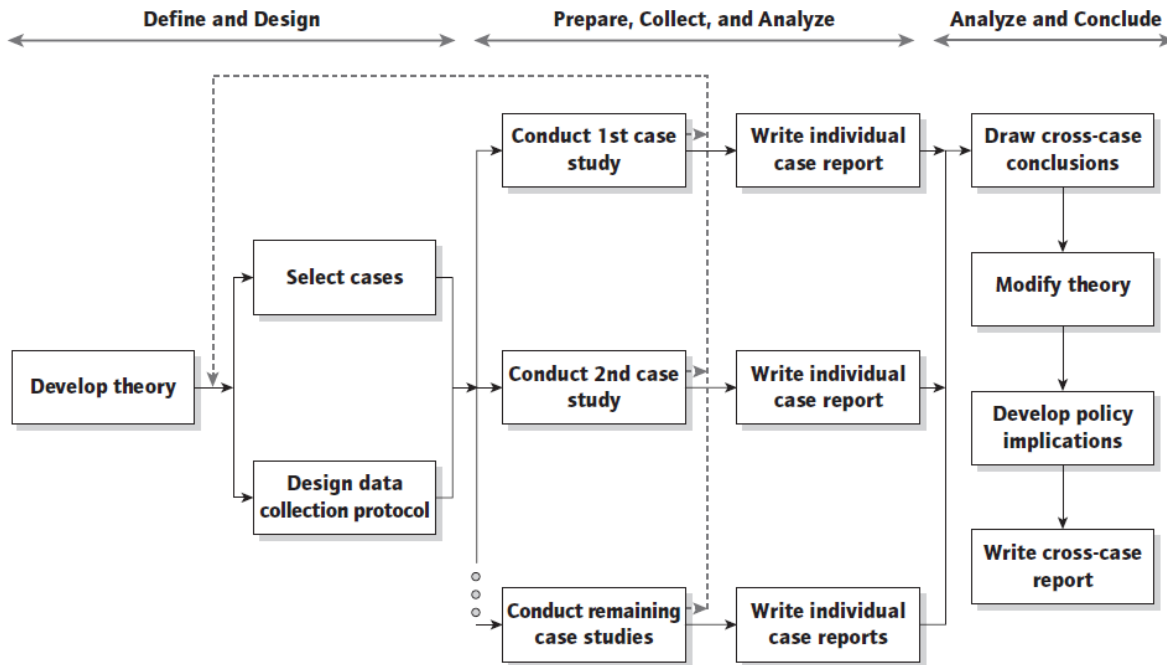 Define and Design
Prepare, Collect, and Analyze
Analyze and Conclude
Develop theory
Select cases
Design data
collection protocol
Conduct 1st case
study
Write individual
case report
Conduct 2nd case
study
Write individual
case report
Conduct remaining
case studies
Write individual
case reports
Draw cross-case
conclusions
Modify theory
Develop policy
implications
Write cross-case
report